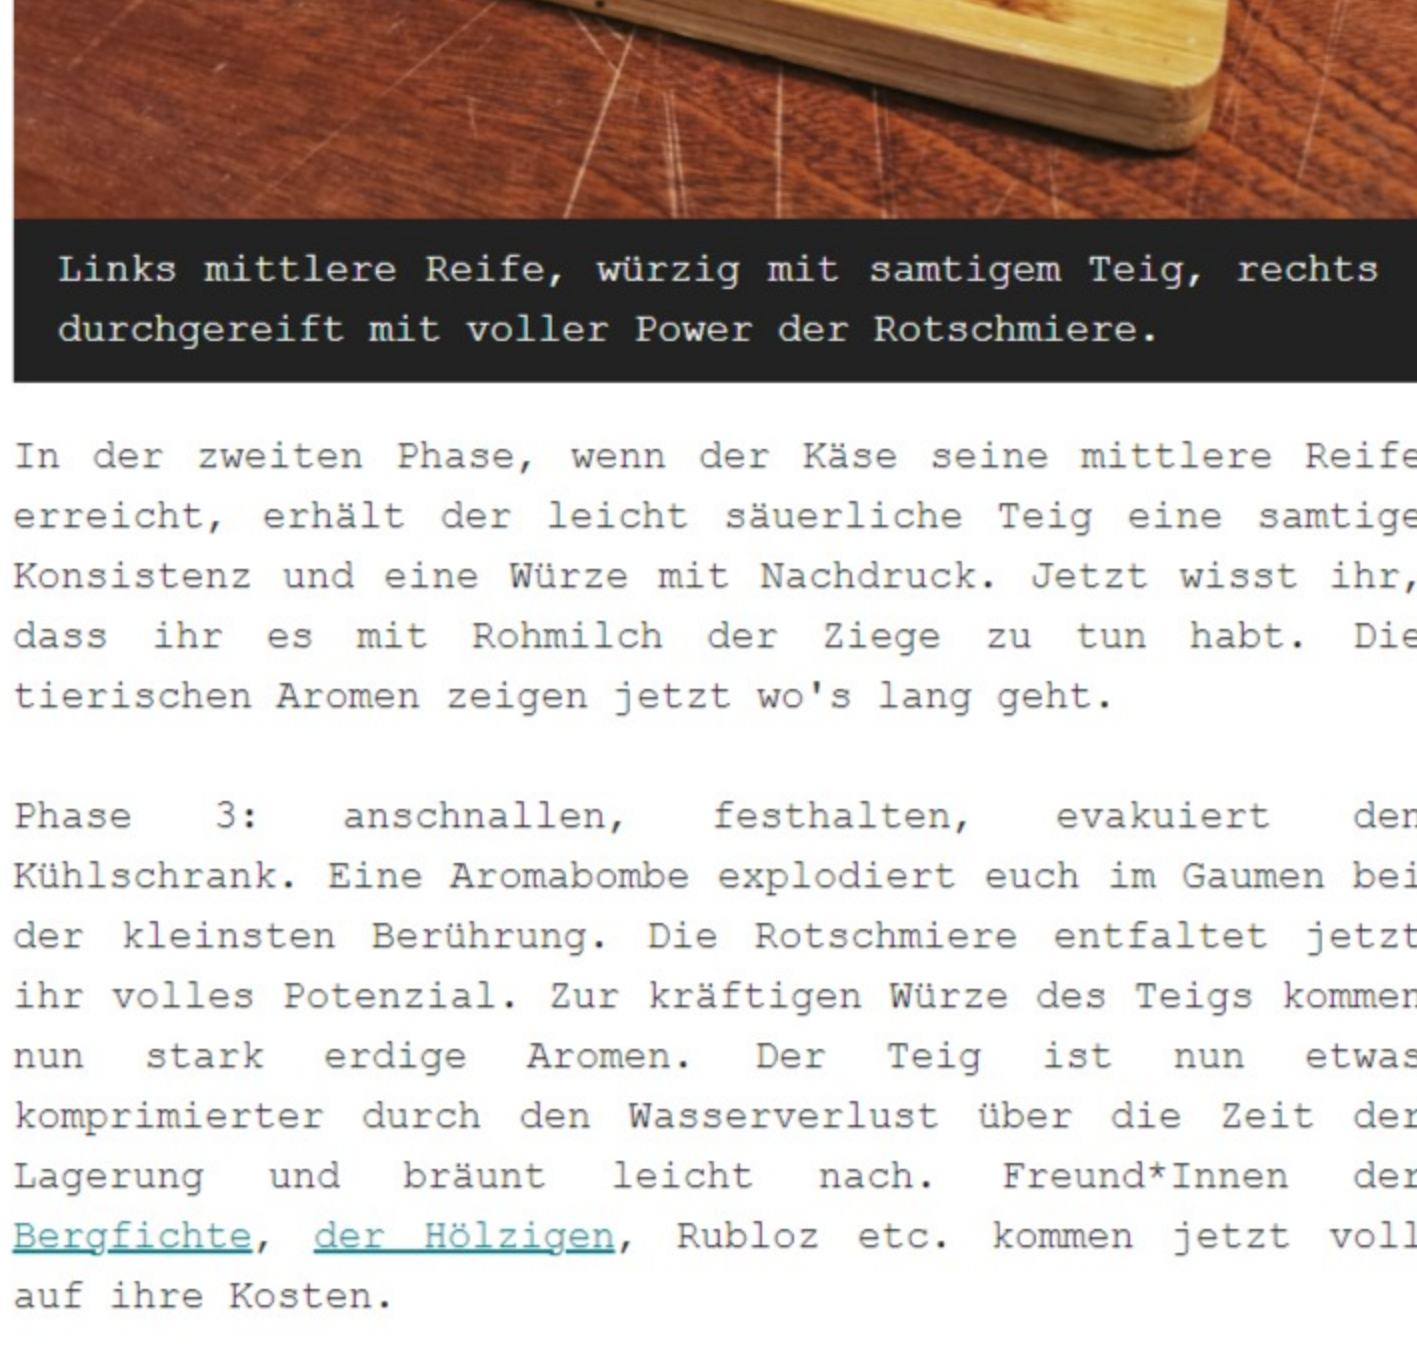 Links mittlere Reife, würzig mit samtigem Teig, rechts
durchgereift mit voller Power der Rotschmiere.
In der zweiten Phase, wenn der Käse seine mittlere Reife
erreicht, erhält der leicht säuerliche Teig eine samtige
Konsistenz und eine Würze mit Nachdruck. Jetzt wisst ihr,
dass ihr es mit Rohmilch der Ziege zu tun habt. Die
tierischen Aromen zeigen jetzt wo's lang geht.
Phase 3: anschnallen, festhalten, evakuiert den
Kühlschrank. Eine Aromabombe explodiert euch im Gaumen bei
der kleinsten Berührung. Die Rotschmiere entfaltet jetzt
ihr volles Potenzial. Zur kräftigen Würze des Teigs kommen
nun stark erdige Aromen. Der Teig ist nun etwas
komprimierter durch den Wasserverlust über die Zeit der
Lagerung und bräunt leicht nach. Freund*Innen der
Bergfichte, der Hölzigen, Rubloz etc. kommen jetzt voll
auf ihre Kosten.